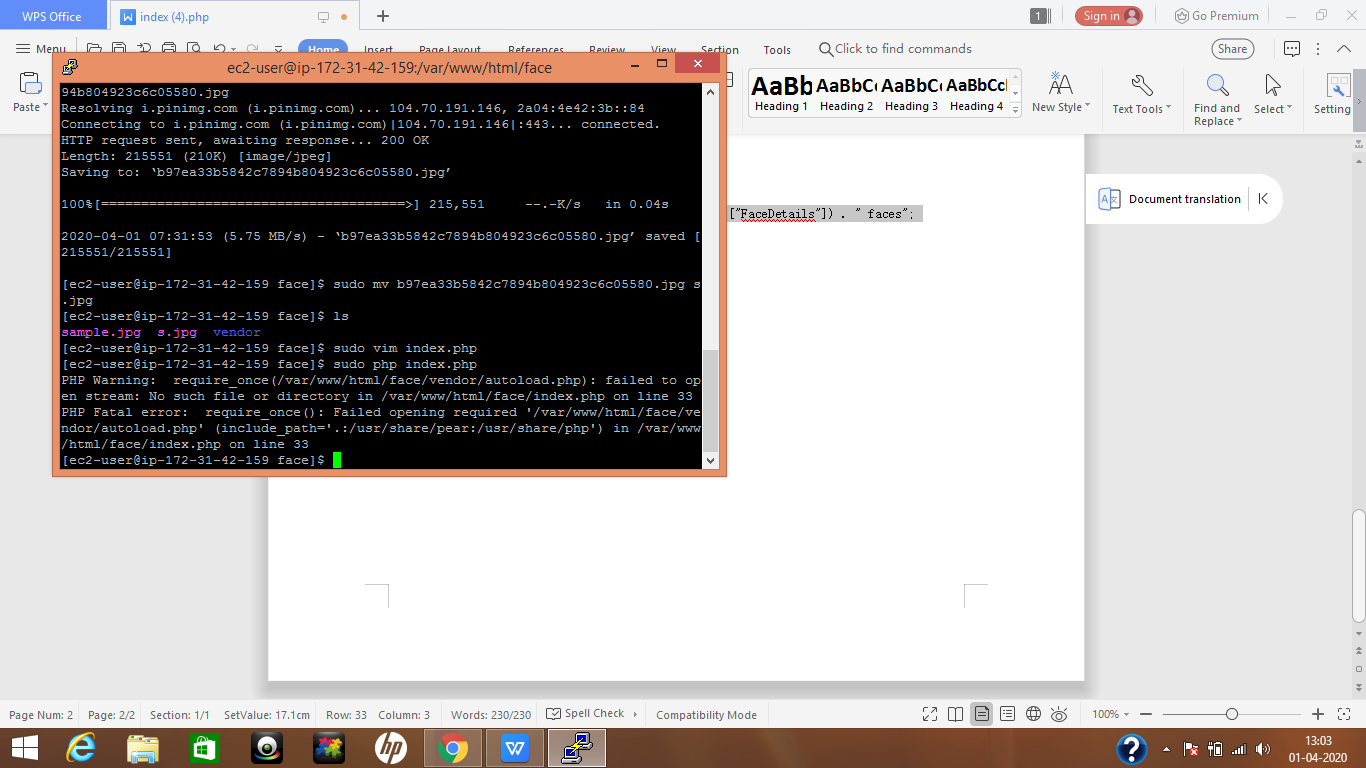 WPS Office
index (4).php
1
Sign in
Go Premium
Menu
Home
Insert
Page Layout
References
Review
View
Section
Tools
Click to find commands
Share
Paste
AaBb
Heading 1
AaBbC
Heading 2
AaBbC
Heading 3
AaBbC
Heading 4
New Style
Text Tools
Find and
Replace
Select
Setting
ec2-user@ip-172-31-42-159:/var/www/html/face
94b804923c6c05580.jpg
Resolving i.pinimg.com (i.pinimg.com)... 104.70.191.146, 2a04:4e42:3b::84
Connecting to i.pinimg.com (i.pinimg.com)|104.70.191.146|:443... connected.
HTTP request sent, awaiting response... 200 OK
Length: 215551 (210K) [image/jpeg]
Saving to: ‘b97ea33b5842c7894b804923c6c05580.jpg’
100%[======================================>] 215,551     --.-K/s   in 0.04s
2020-04-01 07:31:53 (5.75 MB/s) - ‘b97ea33b5842c7894b804923c6c05580.jpg’ saved [
215551/215551]
[ec2-user@ip-172-31-42-159 face]$ sudo mv b97ea33b5842c7894b804923c6c05580.jpg s
.jpg
[ec2-user@ip-172-31-42-159 face]$ ls
sample.jpg  s.jpg  vendor
[ec2-user@ip-172-31-42-159 face]$ sudo vim index.php
[ec2-user@ip-172-31-42-159 face]$ sudo php index.php
PHP Warning:  require_once(/var/www/html/face/vendor/autoload.php): failed to op
en stream: No such file or directory in /var/www/html/face/index.php on line 33
PHP Fatal error:  require_once(): Failed opening required '/var/www/html/face/ve
ndor/autoload.php' (include_path='.:/usr/share/pear:/usr/share/php') in /var/www
/html/face/index.php on line 33
[ec2-user@ip-172-31-42-159 face]$
["FaceDetails"]) . " faces";
Document translation
Page Num: 2
Page: 2/2
Section: 1/1
SetValue: 17.1cm
Row: 33
Column: 3
Words: 230/230
Spell Check
Compatibility Mode
100%
13:03
01-04-2020